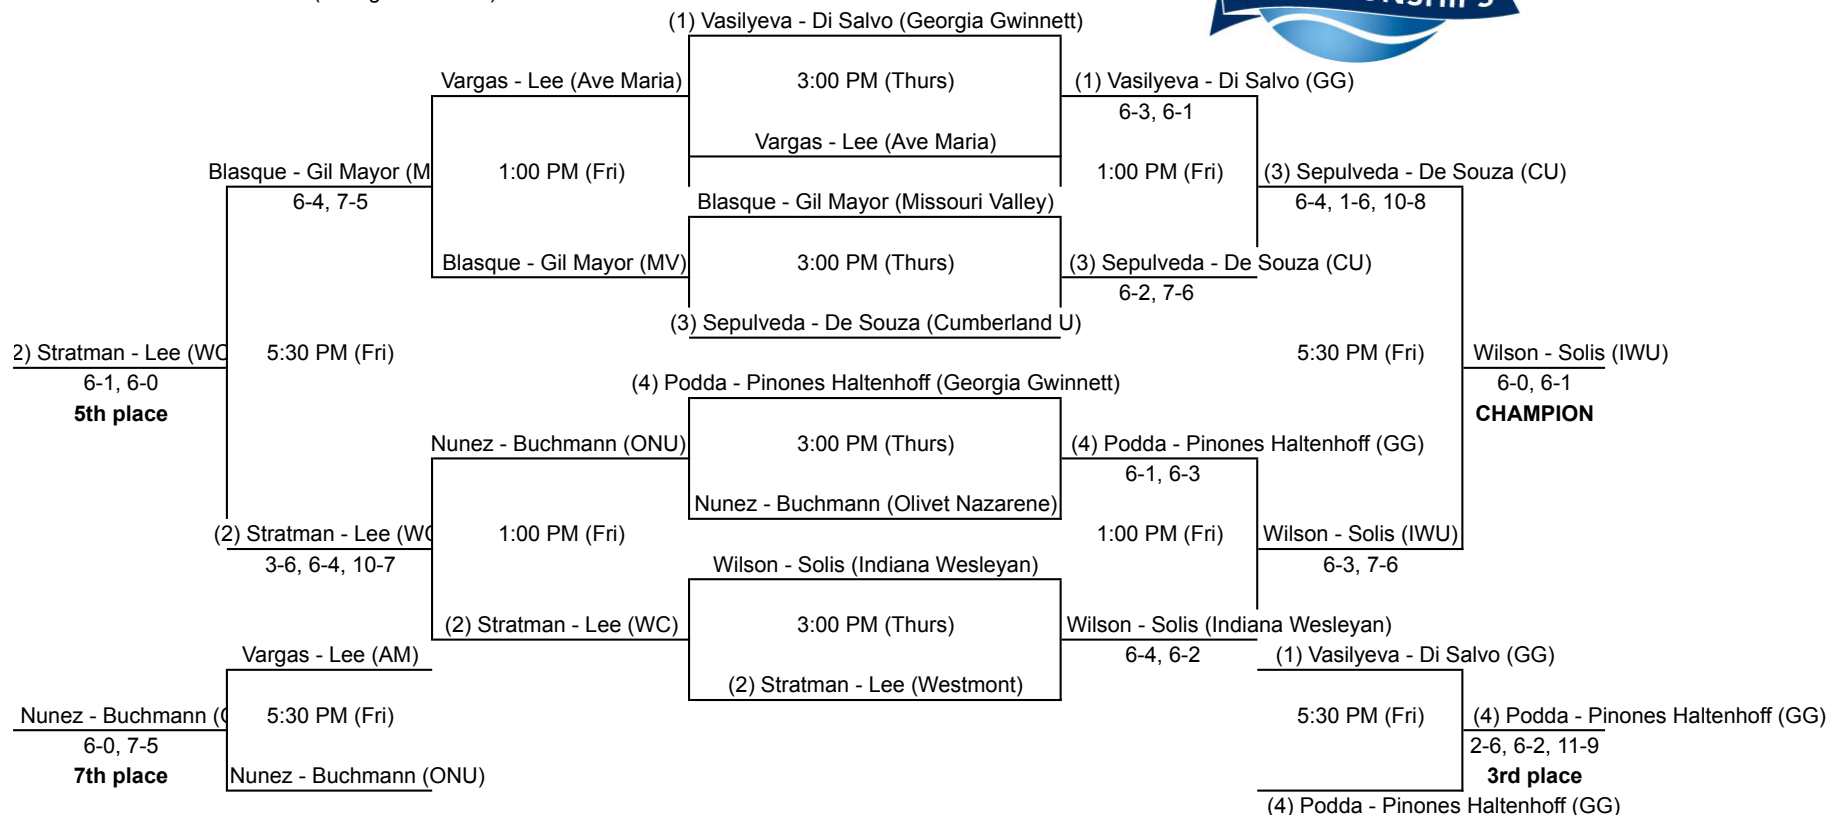 (1) Vasilyeva - Di Salvo (Georgia Gwinnett)
Vargas - Lee (Ave Maria)
3:00 PM (Thurs)
(1) Vasilyeva - Di Salvo (GG)
6-3, 6-1
Vargas - Lee (Ave Maria)
Blasque - Gil Mayor (M
1:00 PM (Fri)
1:00 PM (Fri)
(3) Sepulveda - De Souza (CU)
6-4, 7-5
Blasque - Gil Mayor (Missouri Valley)
6-4, 1-6, 10-8
Blasque - Gil Mayor (MV)
3:00 PM (Thurs)
(3) Sepulveda - De Souza (CU)
6-2, 7-6
(3) Sepulveda - De Souza (Cumberland U)
2) Stratman - Lee (WC
5:30 PM (Fri)
5:30 PM (Fri)
Wilson - Solis (IWU)
6-1, 6-0
(4) Podda - Pinones Haltenhoff (Georgia Gwinnett)
6-0, 6-1
5th place
CHAMPION
Nunez - Buchmann (ONU)
3:00 PM (Thurs)
(4) Podda - Pinones Haltenhoff (GG)
6-1, 6-3
Nunez - Buchmann (Olivet Nazarene)
(2) Stratman - Lee (WC
1:00 PM (Fri)
1:00 PM (Fri)
Wilson - Solis (IWU)
3-6, 6-4, 10-7
Wilson - Solis (Indiana Wesleyan)
6-3, 7-6
(2) Stratman - Lee (WC)
3:00 PM (Thurs)
Wilson - Solis (Indiana Wesleyan)
Vargas - Lee (AM)
6-4, 6-2
(1) Vasilyeva - Di Salvo (GG)
(2) Stratman - Lee (Westmont)
Nunez - Buchmann (
5:30 PM (Fri)
5:30 PM (Fri)
(4) Podda - Pinones Haltenhoff (GG)
6-0, 7-5
2-6, 6-2, 11-9
7th place
Nunez - Buchmann (ONU)
3rd place
(4) Podda - Pinones Haltenhoff (GG)